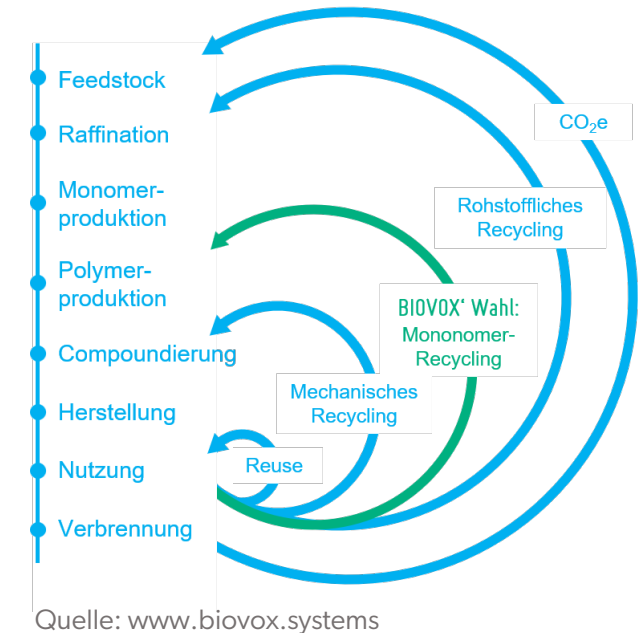 Feedstock
Raffination
Monomer-
produktion
Polymer-
produktion
Compoundierung
Herstellung
Nutzung
Verbrennung
CO₂e
Rohstoffliches
Recycling
BIOVOX' Wahl:
Mononomer-
Recycling
Mechanisches
Recycling
Reuse
Quelle: www.biovox.systems